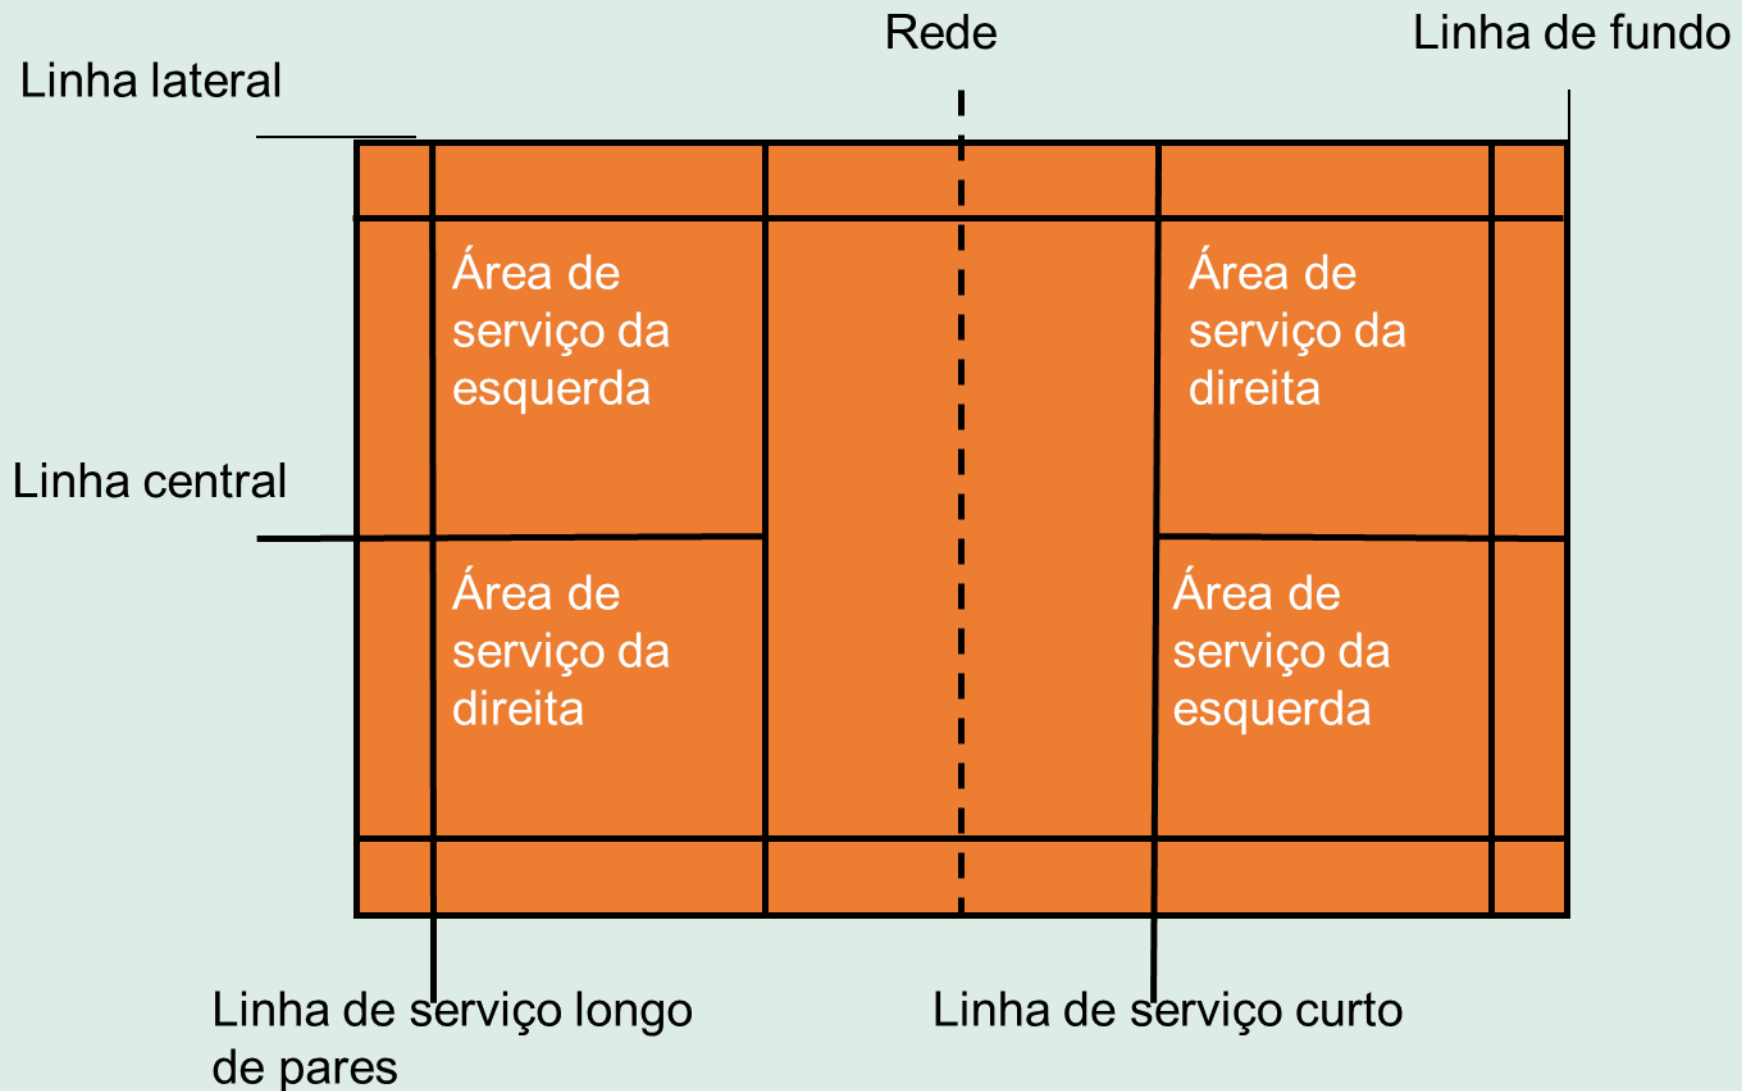 Rede
Linha de fundo
Linha lateral
Área de
serviço da
esquerda
Área de
serviço da
direita
Linha central
Área de
serviço da
direita
Área de
serviço da
esquerda
Linha de serviço longo
de pares
Linha de serviço curto